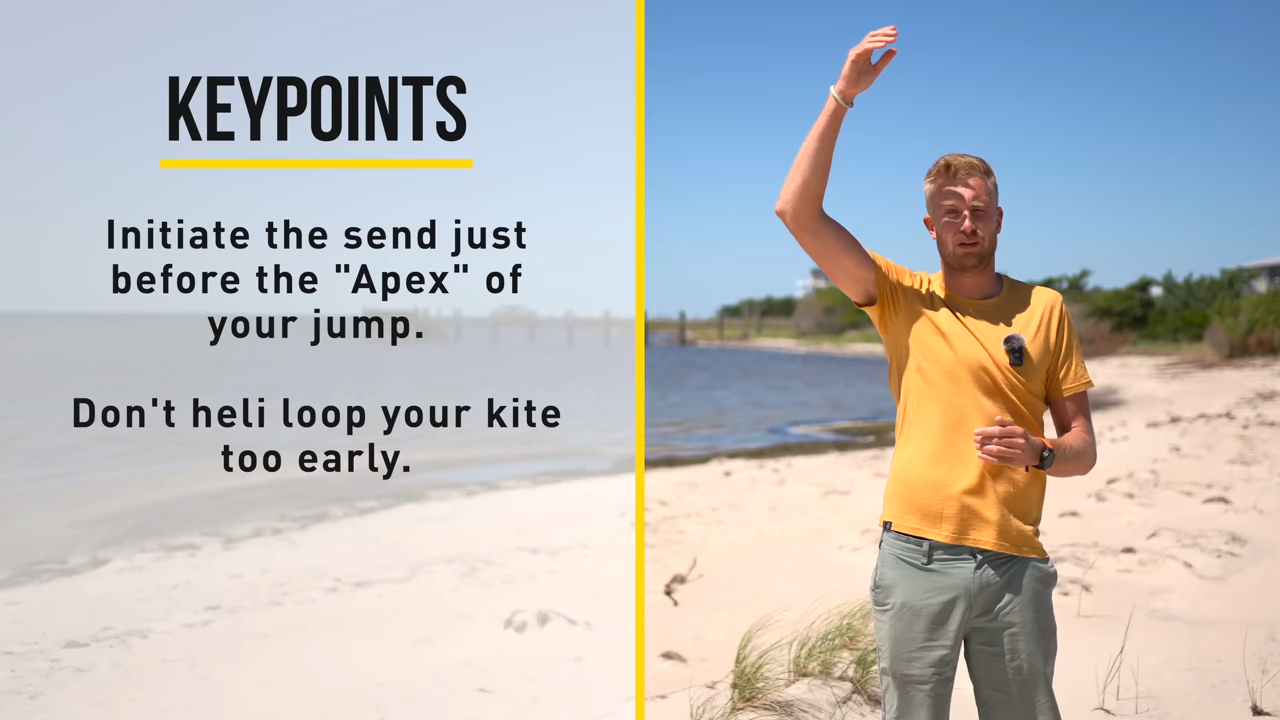 KEYPOINTS
Initiate the send just
before the "Apex" of
your jump.
Don't heli loop your kite
too early.